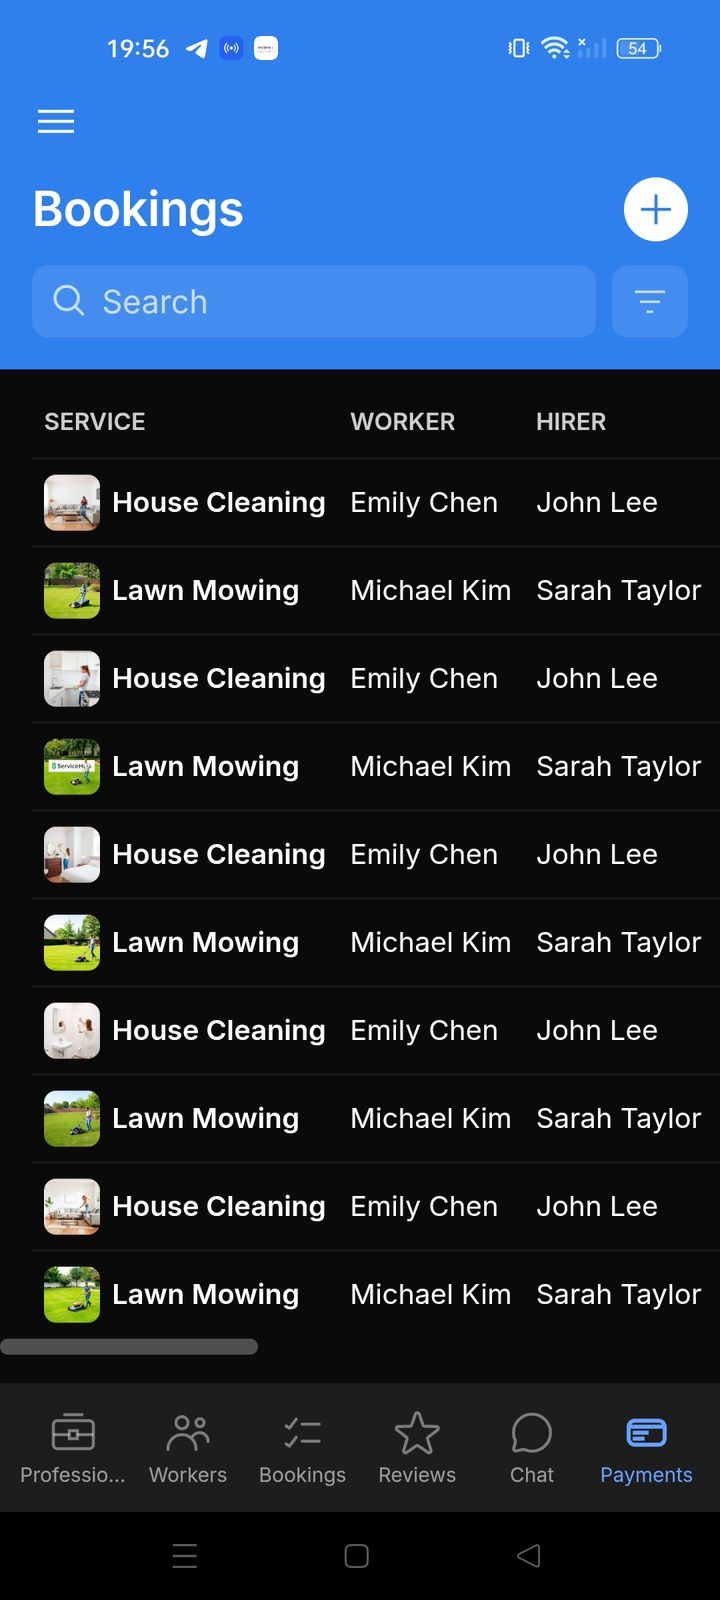 19:56
54
Bookings
Search
SERVICE WORKER HIRER
House Cleaning Emily Chen John Lee
Lawn Mowing Michael Kim Sarah Taylor
House Cleaning Emily Chen John Lee
ServiceHub
Lawn Mowing Michael Kim Sarah Taylor
House Cleaning Emily Chen John Lee
Lawn Mowing Michael Kim Sarah Taylor
House Cleaning Emily Chen John Lee
Lawn Mowing Michael Kim Sarah Taylor
House Cleaning Emily Chen John Lee
Lawn Mowing Michael Kim Sarah Taylor
Professio... Workers Bookings Reviews Chat Payments